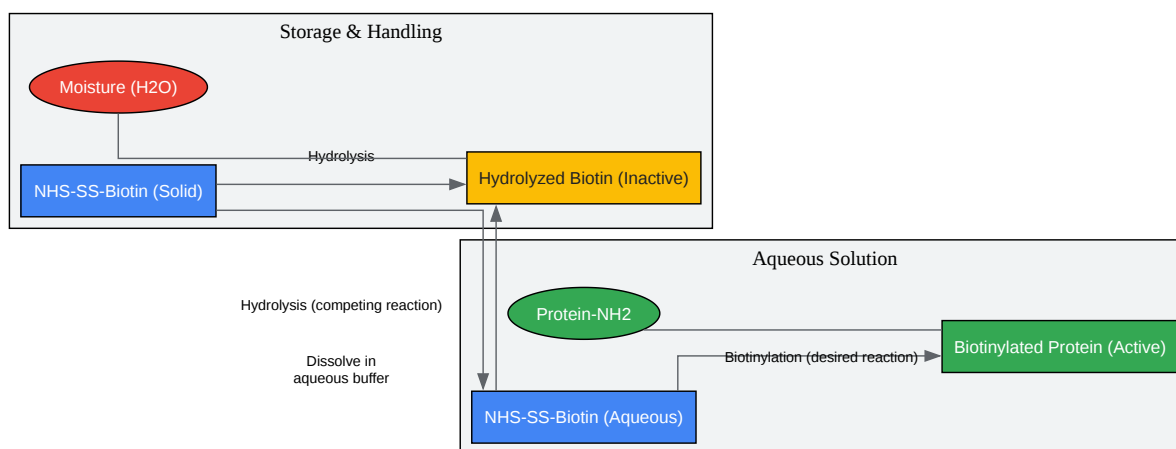 Storage & Handling
Moisture (H2O)
Hydrolysis
NHS-SS-Biotin (Solid)
Hydrolyzed Biotin (Inactive)
Aqueous Solution
Hydrolysis (competing reaction)
Protein-NH2
Biotinylated Protein (Active)
Dissolve in
aqueous buffer
Biotinylation (desired reaction)
NHS-SS-Biotin (Aqueous)